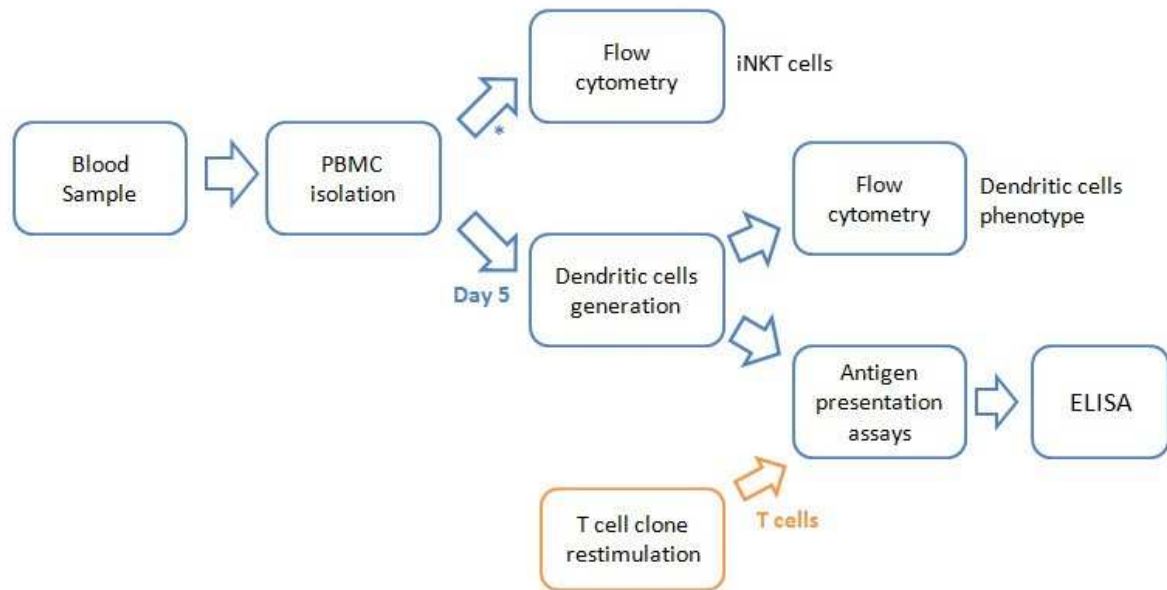 Flow
cytometry
iNKT cells
*
Blood
Sample
PBMC
isolation
Flow
cytometry
Dendritic cells
phenotype
Day 5
Dendritic cells
generation
Antigen
presentation
assays
ELISA
T cell clone
restimulation
T cells